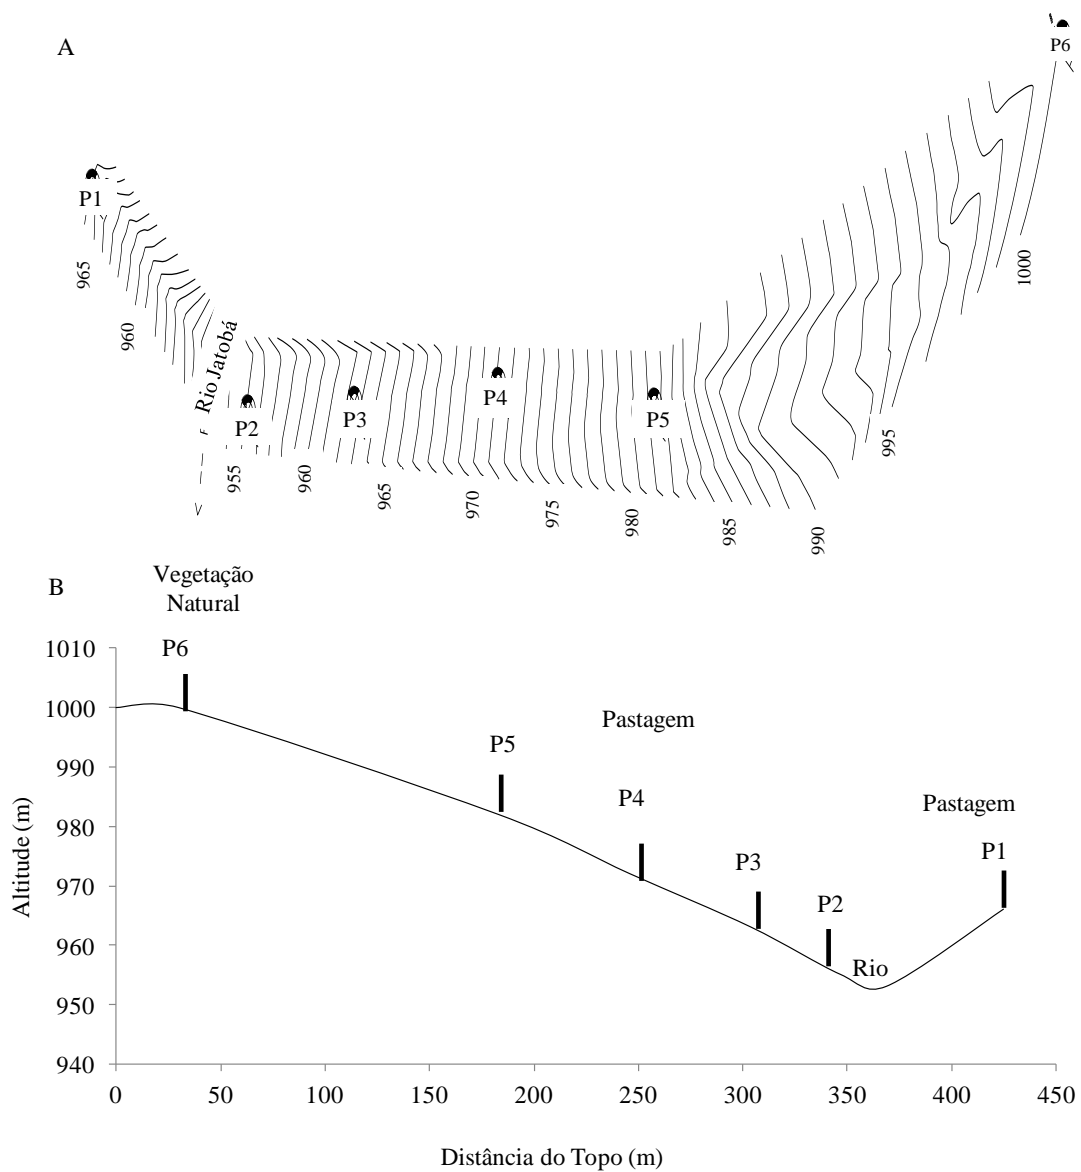 A
P6
P1
965
960
Rio Jatobá
P2
P3
P4
P5
955
960
965
970
975
980
985
990
995
1000
B
Vegetação
Natural
P6
Pastagem
P5
P4
Pastagem
P3
P1
P2
Rio
1010
1000
990
980
970
960
950
940
Altitude (m)
0
50
100
150
200
250
300
350
400
450
Distância do Topo (m)